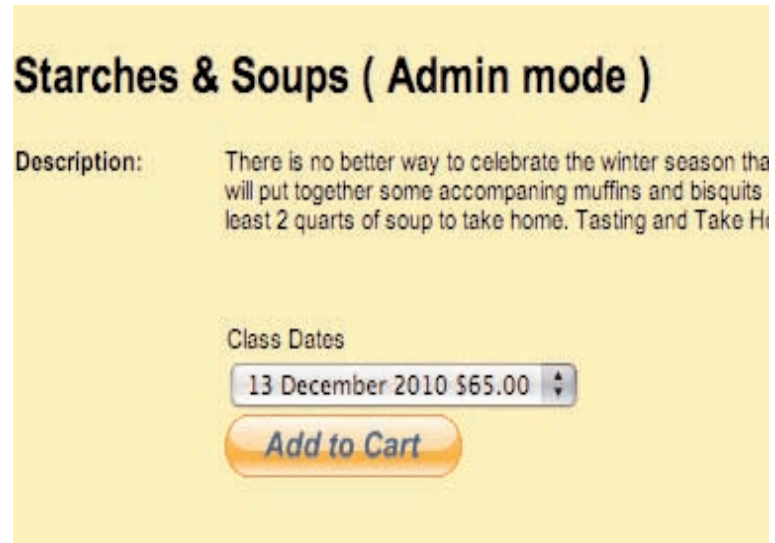 Starches & Soups ( Admin mode )
Description:
There is no better way to celebrate the winter season tha
will put together some accompaning muffins and bisquits
least 2 quarts of soup to take home. Tasting and Take H
Class Dates
13 December 2010 $65.00
Add to Cart